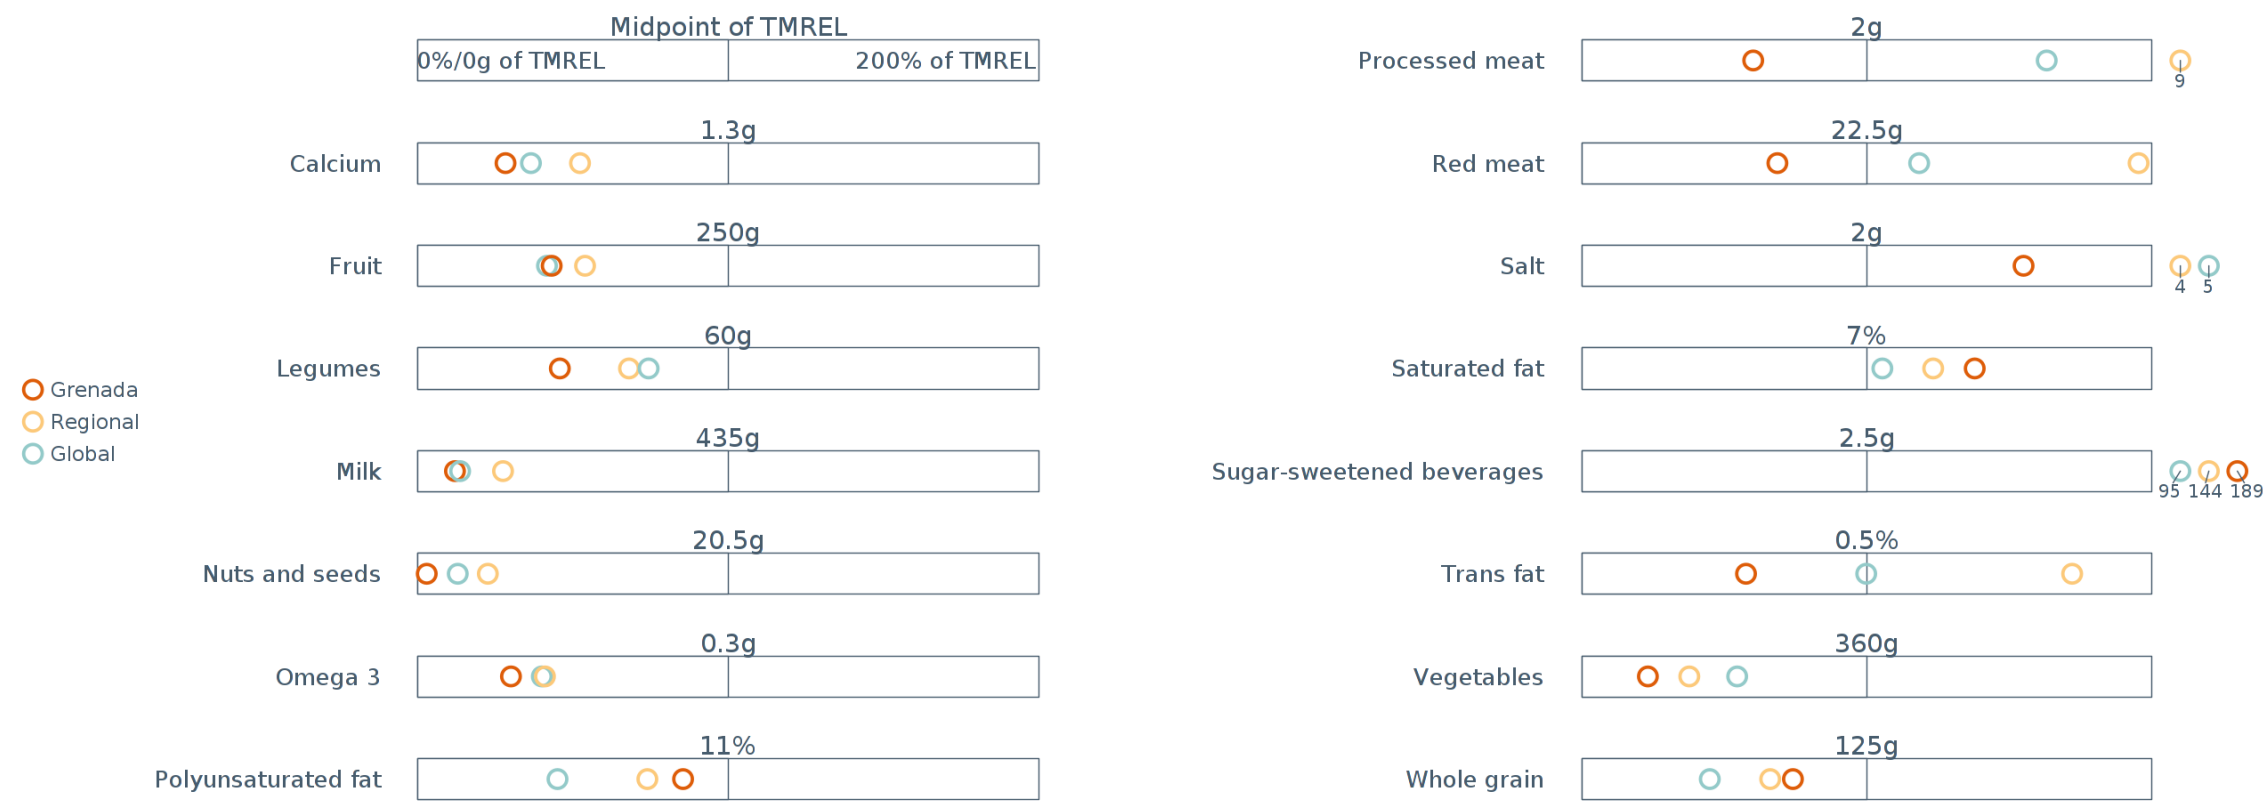 Midpoint of TMREL
0%/0g of TMREL
200% of TMREL
1.3g
Calcium
250g
Fruit
60g
Legumes
435g
Milk
20.5g
Nuts and seeds
0.3g
Omega 3
11%
Polyunsaturated fat
Grenada
Regional
Global
2g
Processed meat
9
22.5g
Red meat
2g
Salt
4 5
7%
Saturated fat
2.5g
Sugar-sweetened beverages
95 144 189
0.5%
Trans fat
360g
Vegetables
125g
Whole grain